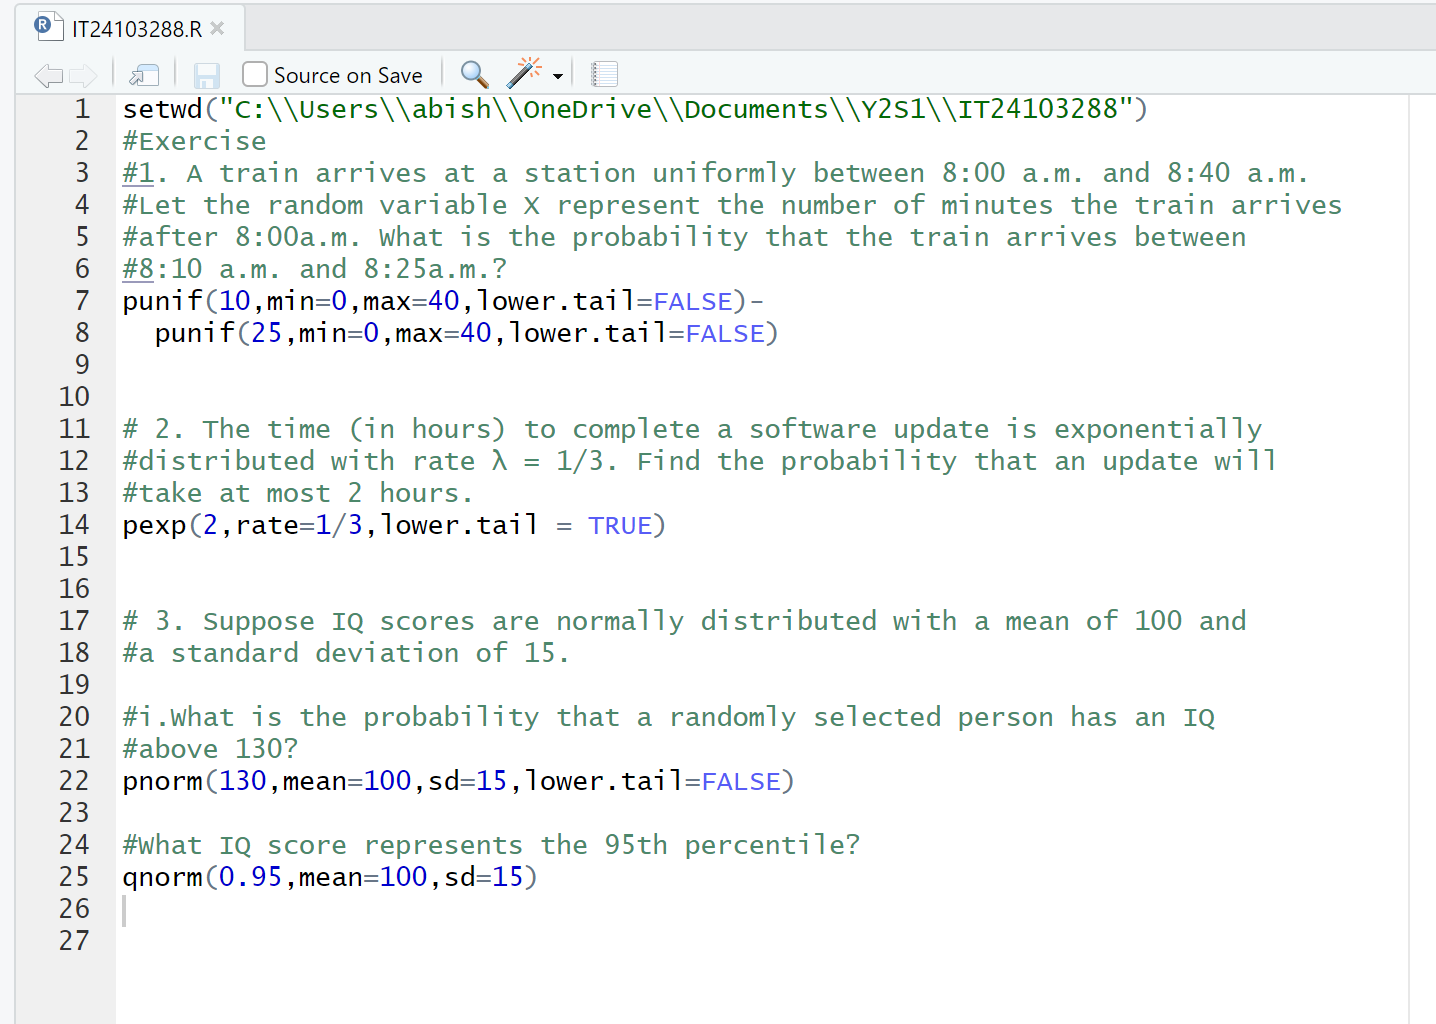 IT24103288.R
Source on Save
1 setwd("C:\\Users\\abish\\OneDrive\\Documents\\Y2S1\\IT24103288")
2 #Exercise
3 #1. A train arrives at a station uniformly between 8:00 a.m. and 8:40 a.m.
4 #Let the random variable X represent the number of minutes the train arrives
5 #after 8:00a.m. What is the probability that the train arrives between
6 #8:10 a.m. and 8:25a.m.?
7 punif(10,min=0,max=40,lower.tail=FALSE)-
8   punif(25,min=0,max=40,lower.tail=FALSE)
9
10
11 # 2. The time (in hours) to complete a software update is exponentially
12 #distributed with rate λ = 1/3. Find the probability that an update will
13 #take at most 2 hours.
14 pexp(2,rate=1/3,lower.tail = TRUE)
15
16
17 # 3. Suppose IQ scores are normally distributed with a mean of 100 and
18 #a standard deviation of 15.
19
20 #i.What is the probability that a randomly selected person has an IQ
21 #above 130?
22 pnorm(130,mean=100,sd=15,lower.tail=FALSE)
23
24 #What IQ score represents the 95th percentile?
25 qnorm(0.95,mean=100,sd=15)
26
27